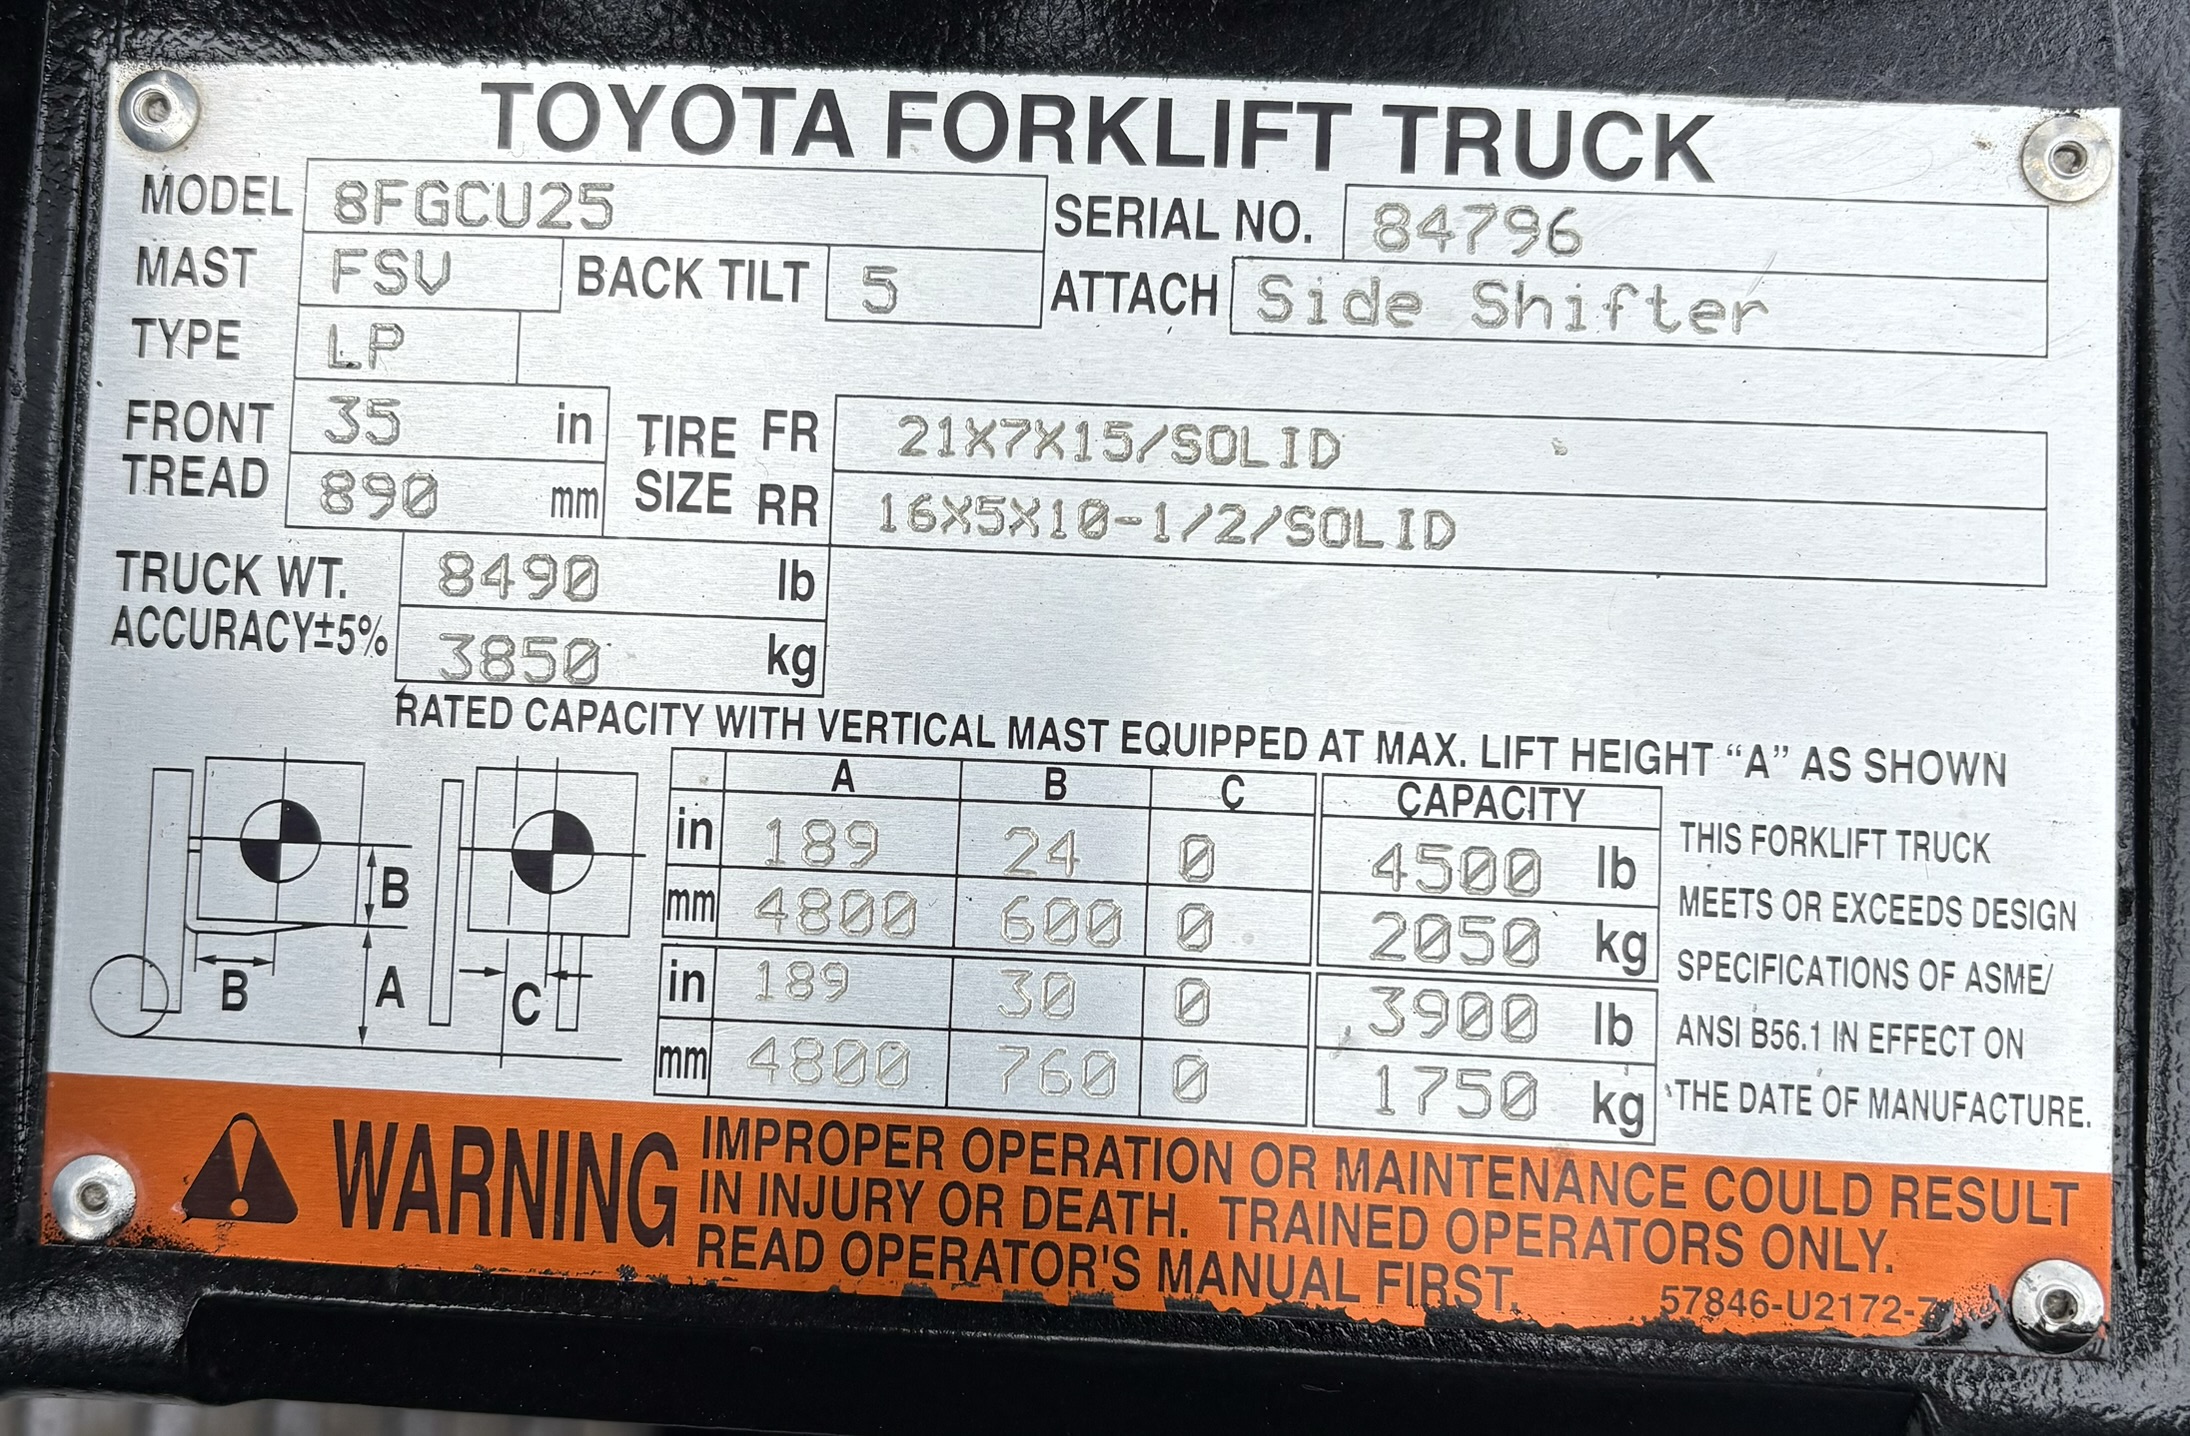 TOYOTA FORKLIFT TRUCK
MODEL 8FGCU25 SERIAL NO. 84796
MAST FSV BACK TILT 5 ATTACH Side Shifter
TYPE LP
FRONT TREAD 35 in TIRE SIZE FR 21X7X15/SOLID
890 mm RR 16X5X10-1/2/SOLID
TRUCK WT. 8490 lb
ACCURACY±5% 3850 kg
RATED CAPACITY WITH VERTICAL MAST EQUIPPED AT MAX. LIFT HEIGHT “A” AS SHOWN
A B C CAPACITY
in 189 24 0 4500 lb
mm 4800 600 0 2050 kg
in 189 30 0 3900 lb
mm 4800 760 0 1750 kg
B
B
A
C
THIS FORKLIFT TRUCK
MEETS OR EXCEEDS DESIGN
SPECIFICATIONS OF ASME/
ANSI B56.1 IN EFFECT ON
THE DATE OF MANUFACTURE.
WARNING
IMPROPER OPERATION OR MAINTENANCE COULD RESULT
IN INJURY OR DEATH. TRAINED OPERATORS ONLY.
READ OPERATOR'S MANUAL FIRST.